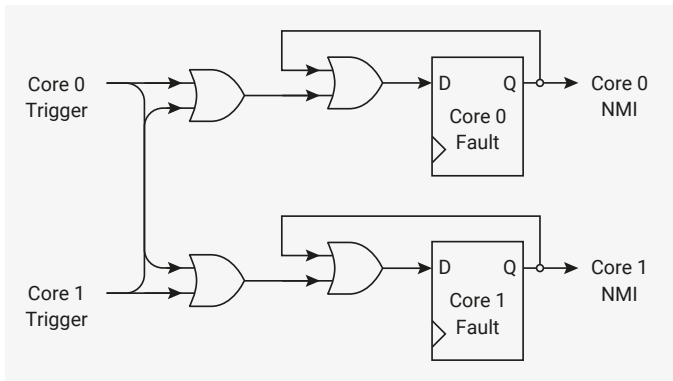 Core 0
Trigger
D
Q
Core 0
Fault
Core 0
NMI
Core 1
Trigger
D
Q
Core 1
Fault
Core 1
NMI